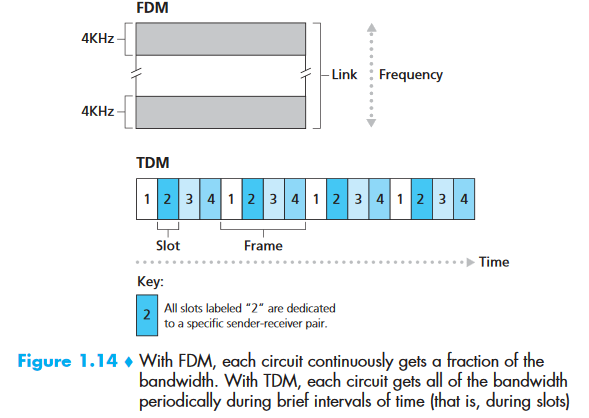 FDM
4KHz
Link
Frequency
4KHz
TDM
1 2 3 4 1 2 3 4 1 2 3 4 1 2 3 4
Slot
Frame
Time
Key:
2
All slots labeled “2” are dedicated
to a specific sender-receiver pair.
Figure 1.14 ♦ With FDM, each circuit continuously gets a fraction of the
bandwidth. With TDM, each circuit gets all of the bandwidth
periodically during brief intervals of time (that is, during slots)